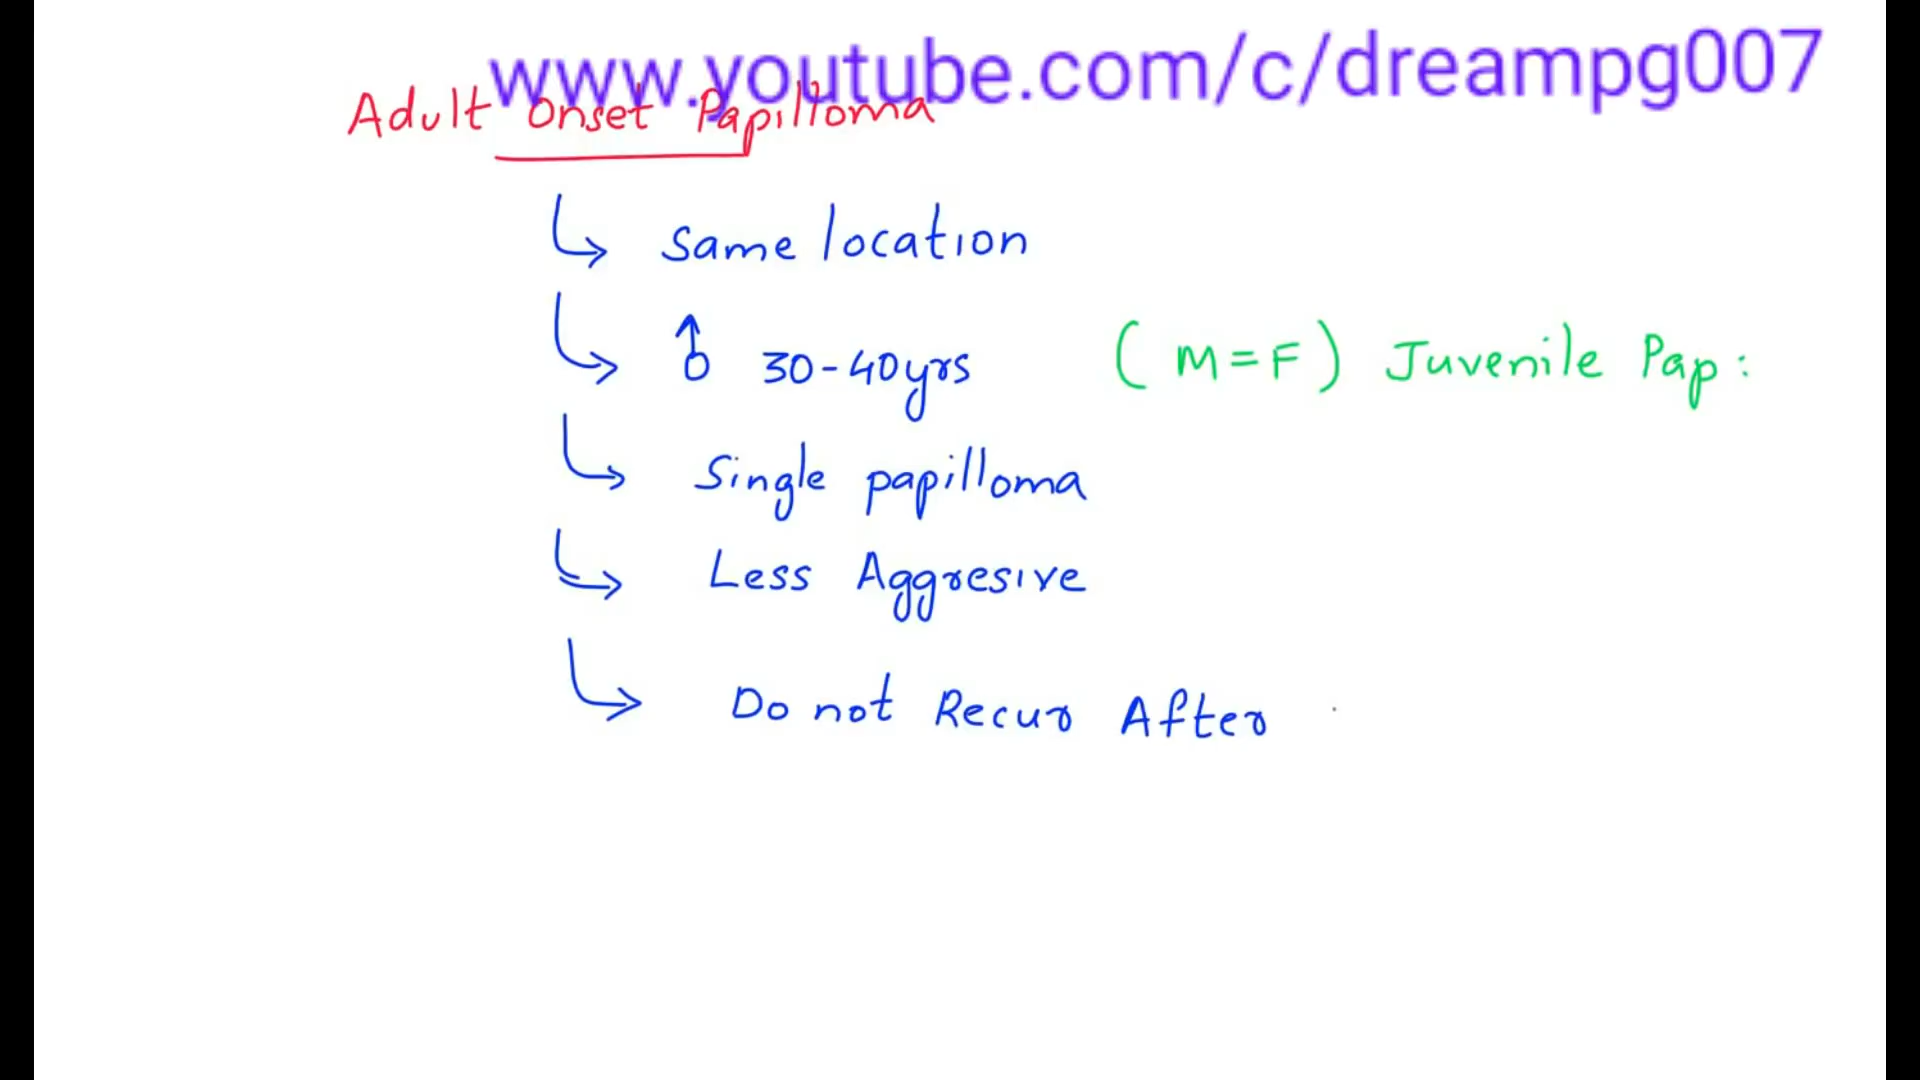 www.youtube.com/c/dreampg007
Adult Onset Papilloma
Same location
♂ 30-40yrs (M=F) Juvenile Pap:
Single papilloma
Less Aggresive
Do not Recur After